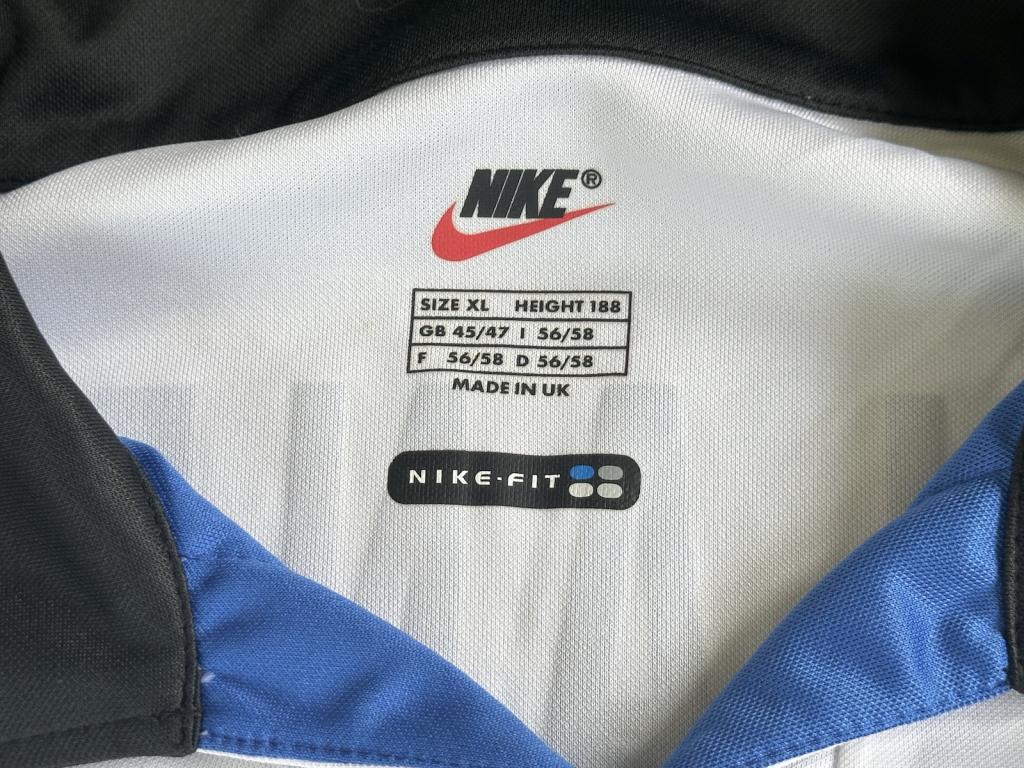 NIKE®
SIZE XL HEIGHT 188
GB 45/47 I 56/58
F 56/58 D 56/58
MADE IN UK
NIKE-FIT